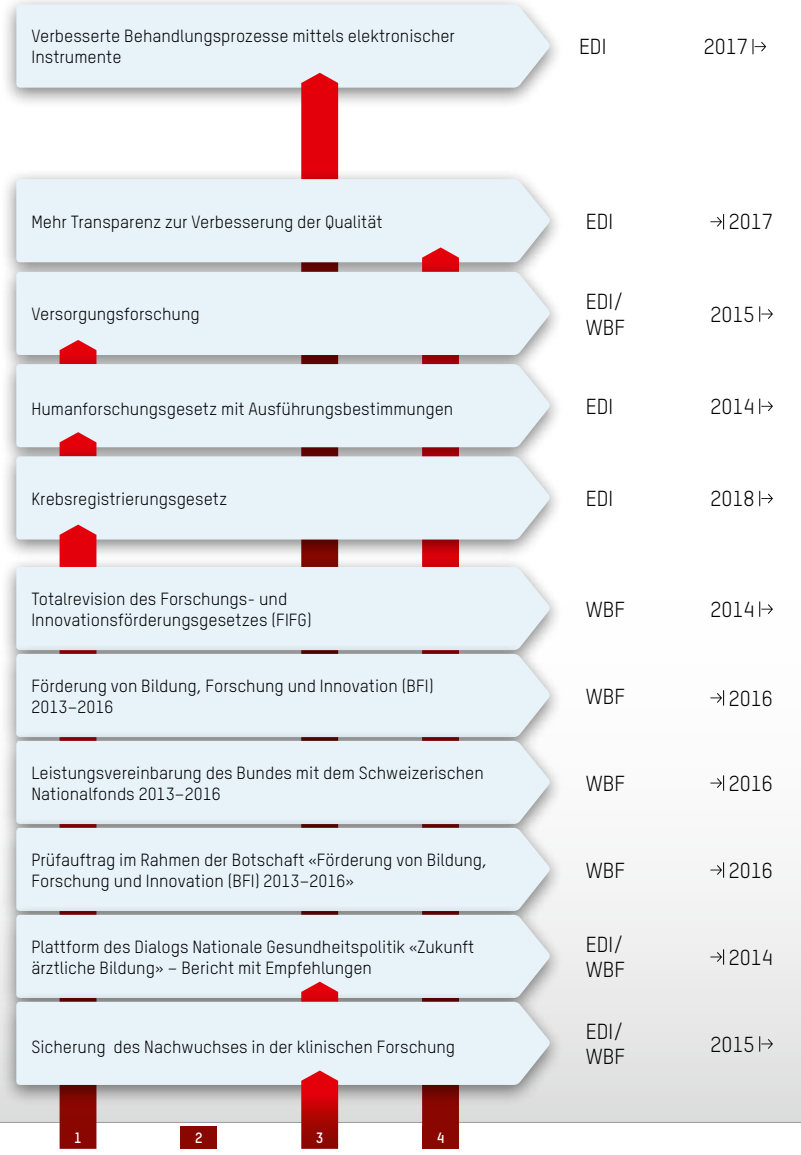 Verbesserte Behandlungsprozesse mittels elektronischer
Instrumente
EDI
2017 |→
Mehr Transparenz zur Verbesserung der Qualität
EDI
→| 2017
Versorgungsforschung
EDI/
WBF
2015 |→
Humanforschungsgesetz mit Ausführungsbestimmungen
EDI
2014 |→
Krebsregistrierungsgesetz
EDI
2018 |→
Totalrevision des Forschungs- und
Innovationsförderungsgesetzes (FIFG)
WBF
2014 |→
Förderung von Bildung, Forschung und Innovation (BFI)
2013–2016
WBF
→| 2016
Leistungsvereinbarung des Bundes mit dem Schweizerischen
Nationalfonds 2013–2016
WBF
→| 2016
Prüfauftrag im Rahmen der Botschaft «Förderung von Bildung,
Forschung und Innovation (BFI) 2013–2016»
WBF
→| 2016
Plattform des Dialogs Nationale Gesundheitspolitik «Zukunft
ärztliche Bildung» – Bericht mit Empfehlungen
EDI/
WBF
→| 2014
Sicherung des Nachwuchses in der klinischen Forschung
EDI/
WBF
2015 |→
1 2 3 4